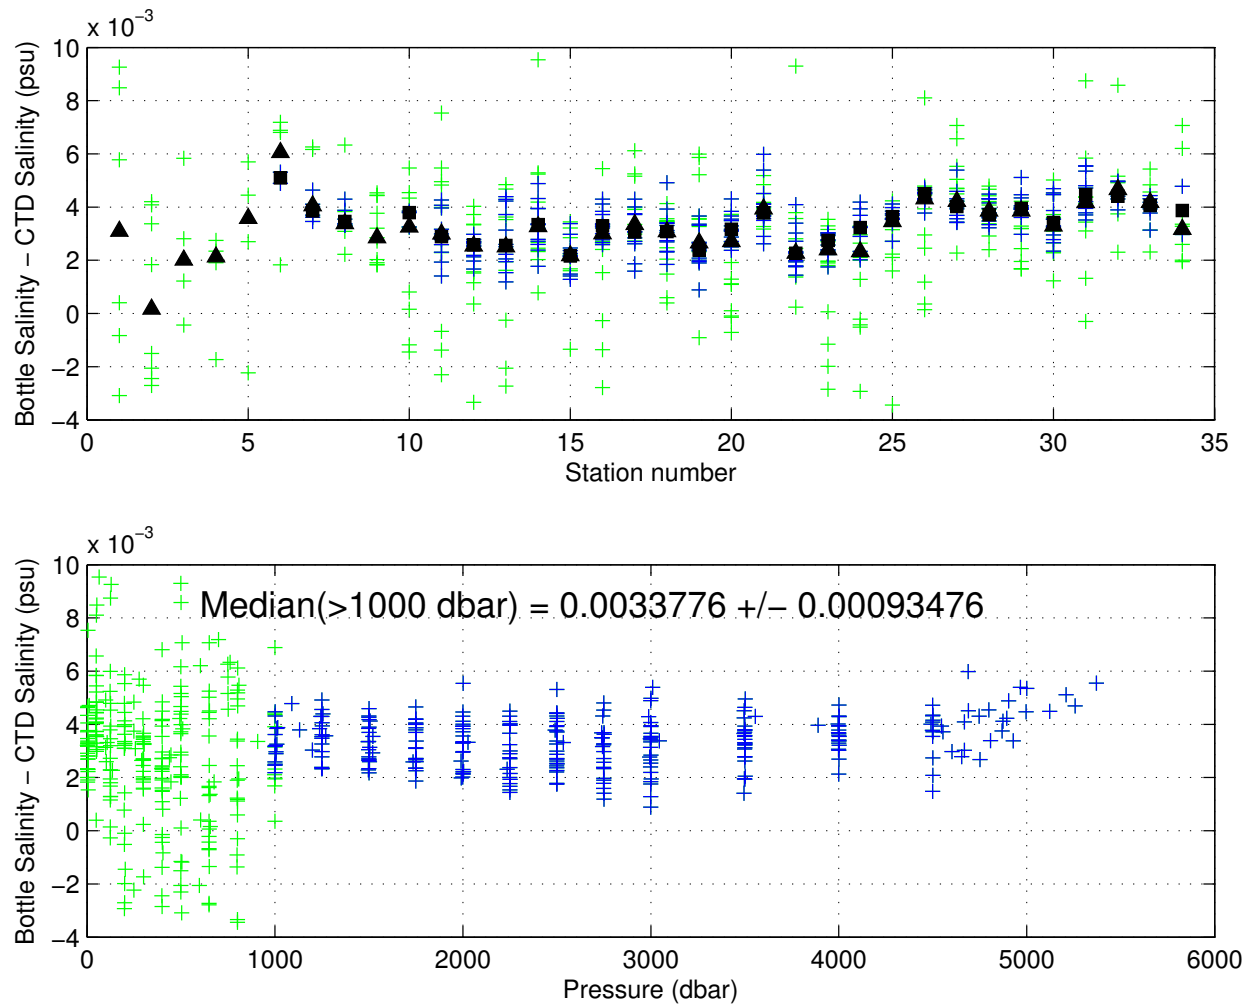 x 10⁻³
10
8
6
4
2
0
−2
−4
Bottle Salinity − CTD Salinity (psu)
0 5 10 15 20 25 30 35
Station number
x 10⁻³
10
8
6
4
2
0
−2
−4
Bottle Salinity − CTD Salinity (psu)
Median(>1000 dbar) = 0.0033776 +/− 0.00093476
0 1000 2000 3000 4000 5000 6000
Pressure (dbar)